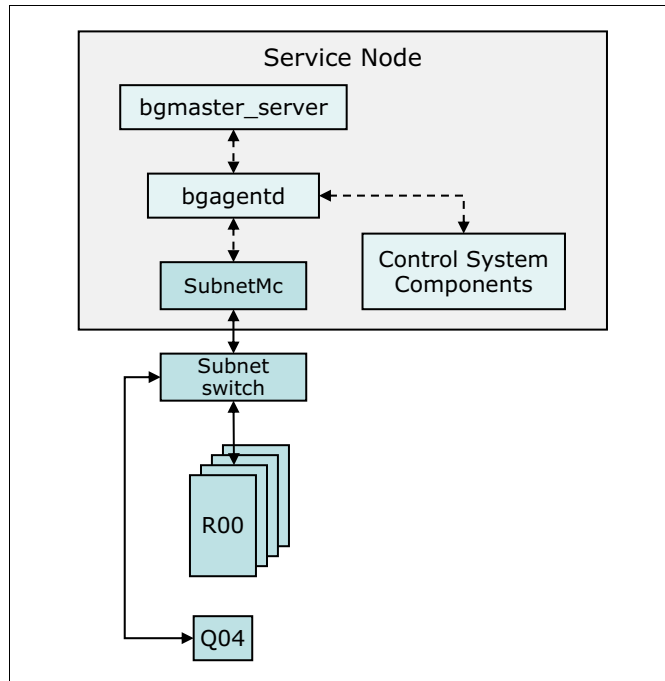 Service Node
bgmaster_server
bgagentd
Control System
Components
SubnetMc
Subnet
switch
R00
Q04